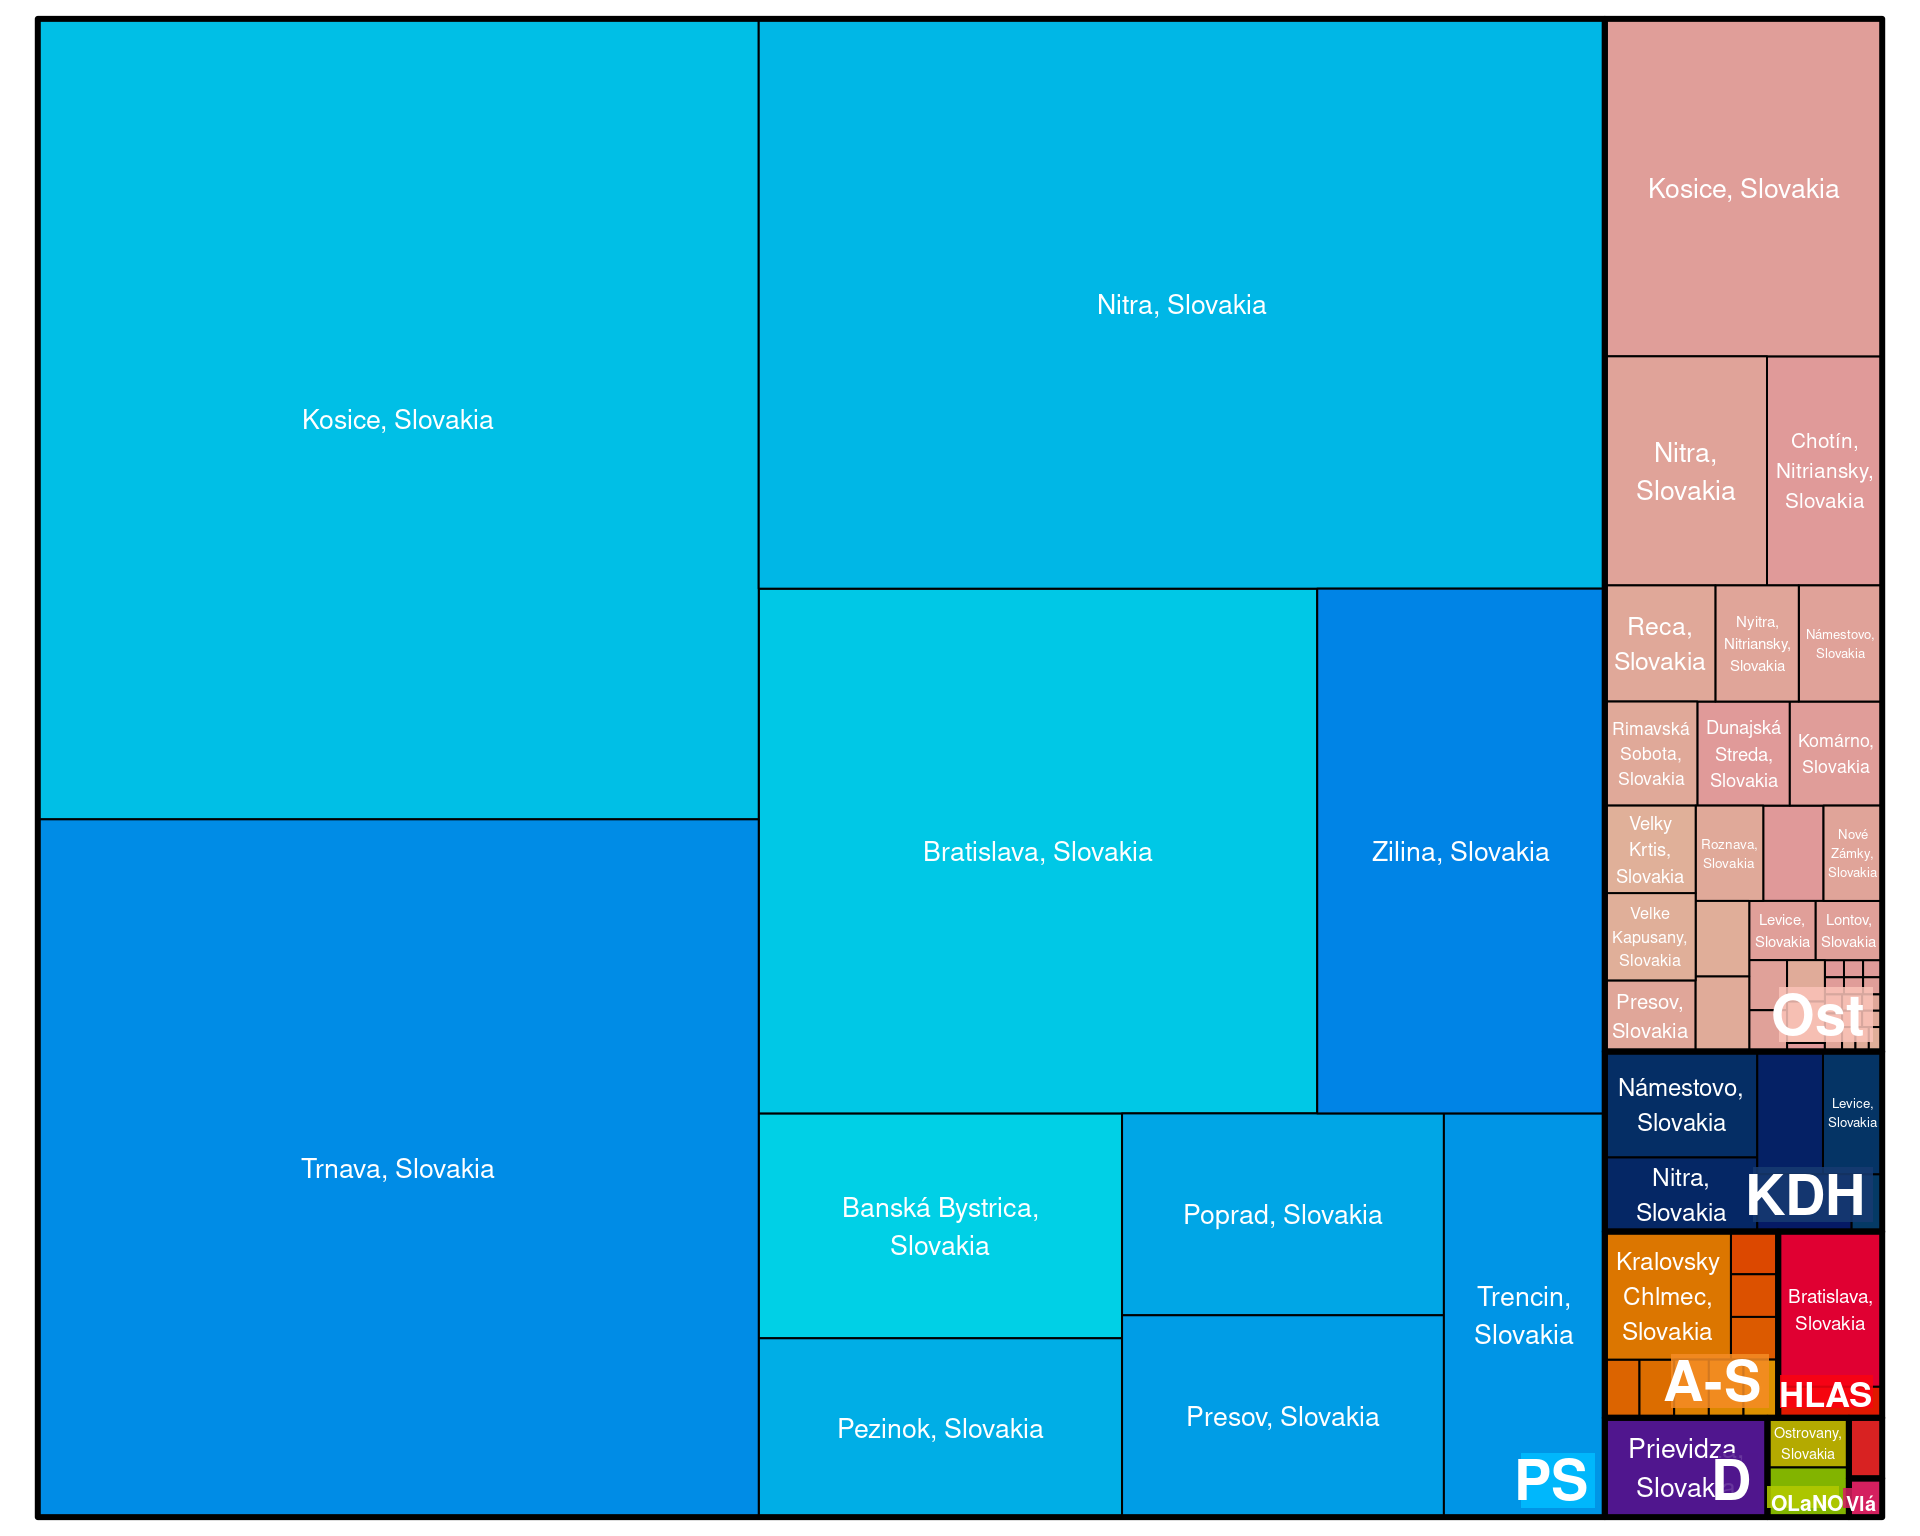 Kosice, Slovakia
Nitra, Slovakia
Bratislava, Slovakia
Zilina, Slovakia
Trnava, Slovakia
Banská Bystrica,
Slovakia
Poprad, Slovakia
Trencin,
Slovakia
Pezinok, Slovakia
Presov, Slovakia
PS
Kosice, Slovakia
Nitra,
Slovakia
Chotín,
Nitriansky,
Slovakia
Reca,
Slovakia
Nyitra,
Nitriansky,
Slovakia
Námestovo,
Slovakia
Rimavská
Sobota,
Slovakia
Dunajská
Streda,
Slovakia
Komárno,
Slovakia
Velky
Krtis,
Slovakia
Roznava,
Slovakia
Nové
Zámky,
Slovakia
Velke
Kapusany,
Slovakia
Levice,
Slovakia
Lontov,
Slovakia
Presov,
Slovakia
Ost
Námestovo,
Slovakia
Levice,
Slovakia
Nitra,
Slovakia
KDH
Kralovsky
Chlmec,
Slovakia
A-S
Bratislava,
Slovakia
HLAS
Prievidza,
Slovakia
D
Ostrovany,
Slovakia
OLaNO
Vlá